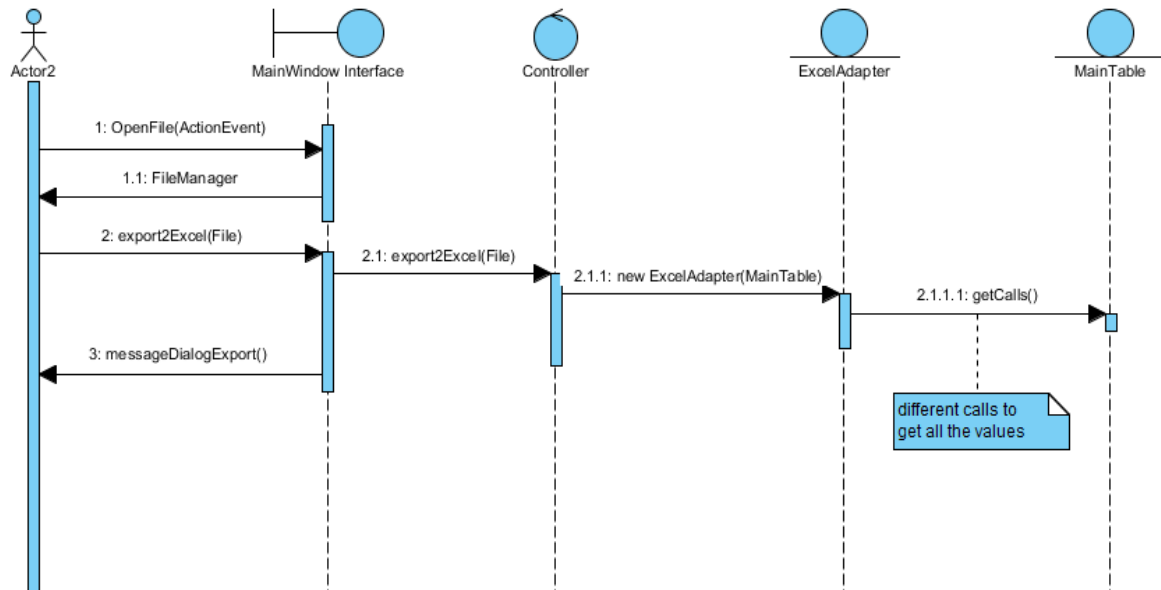 Actor2
MainWindow Interface
Controller
ExcelAdapter
MainTable
1: OpenFile(ActionEvent)
1.1: FileManager
2: export2Excel(File)
2.1: export2Excel(File)
2.1.1: new ExcelAdapter(MainTable)
2.1.1.1: getCalls()
3: messageDialogExport()
different calls to
get all the values